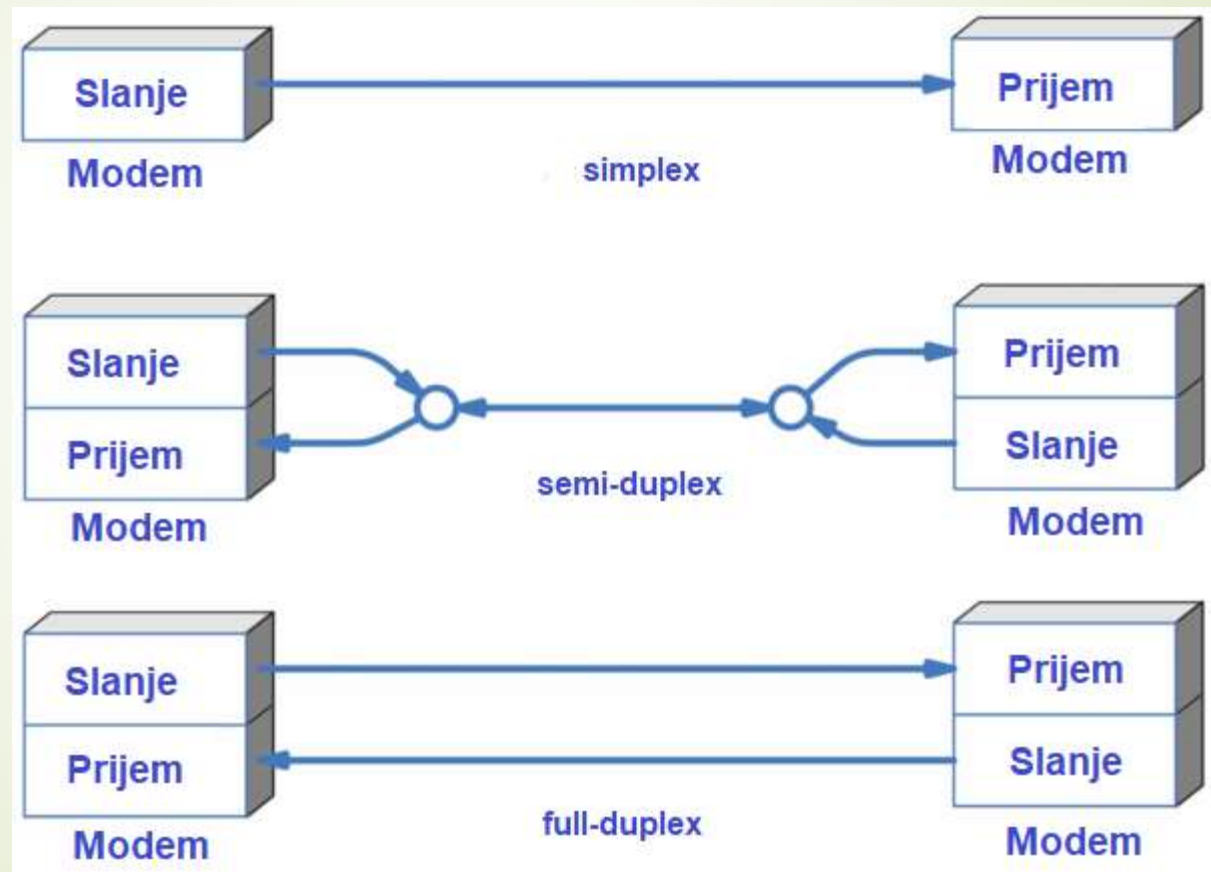 Slanje
Prijem
Modem
Modem
simplex
Slanje
Prijem
Prijem
Slanje
semi-duplex
Modem
Modem
Slanje
Prijem
Prijem
Slanje
full-duplex
Modem
Modem